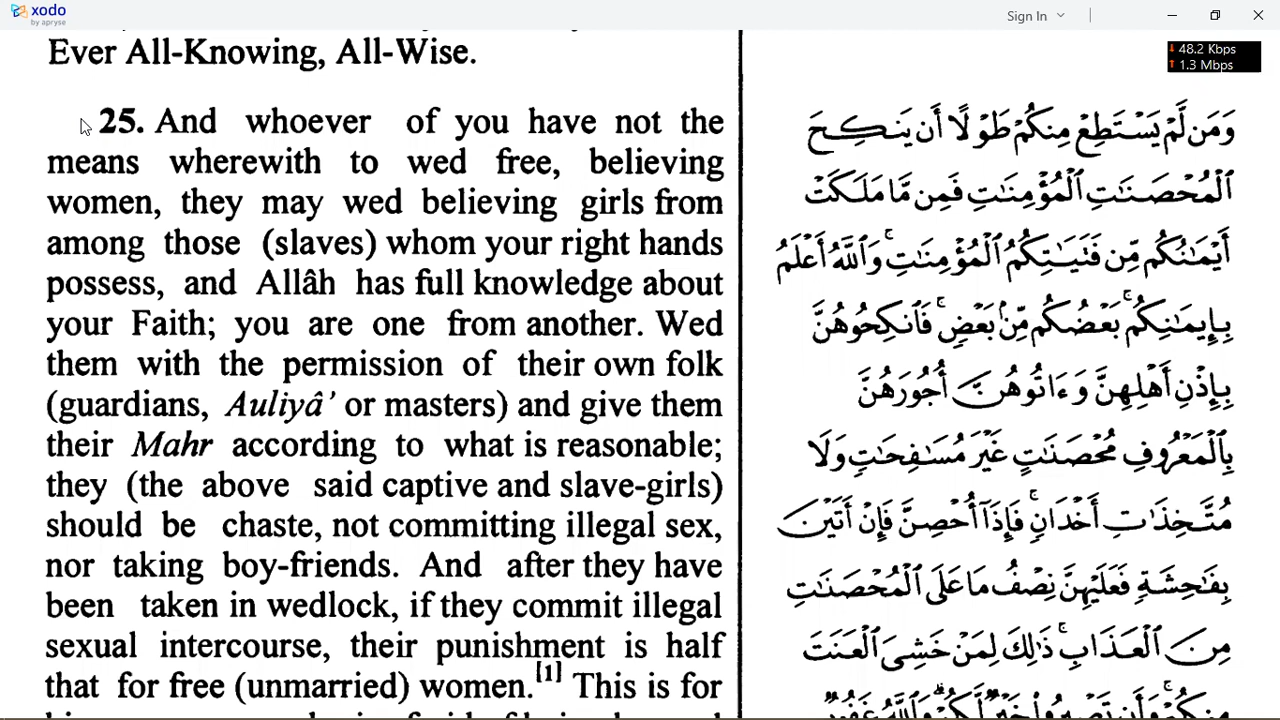 xodo
by apryse
Sign In
48.2 Kbps
1.3 Mbps
Ever All-Knowing, All-Wise.
25. And whoever of you have not the
means wherewith to wed free, believing
women, they may wed believing girls from
among those (slaves) whom your right hands
possess, and Allâh has full knowledge about
your Faith; you are one from another. Wed
them with the permission of their own folk
(guardians, Auliyâ' or masters) and give them
their Mahr according to what is reasonable;
they (the above said captive and slave-girls)
should be chaste, not committing illegal sex,
nor taking boy-friends. And after they have
been taken in wedlock, if they commit illegal
sexual intercourse, their punishment is half
that for free (unmarried) women.[1] This is for
وَمَن لَّمْ يَسْتَطِعْ مِنكُمْ طَوْلًا أَن يَنكِحَ
ٱلْمُحْصَنَـٰتِ ٱلْمُؤْمِنَـٰتِ فَمِن مَّا مَلَكَتْ
أَيْمَـٰنُكُم مِّن فَتَيَـٰتِكُمُ ٱلْمُؤْمِنَـٰتِ ۚ وَٱللَّهُ أَعْلَمُ
بِإِيمَـٰنِكُم ۚ بَعْضُكُم مِّنۢ بَعْضٍ ۚ فَٱنكِحُوهُنَّ
بِإِذْنِ أَهْلِهِنَّ وَءَاتُوهُنَّ أُجُورَهُنَّ
بِٱلْمَعْرُوفِ مُحْصَنَـٰتٍ غَيْرَ مُسَـٰفِحَـٰتٍ وَلَا
مُتَّخِذَٰتِ أَخْدَانٍ ۚ فَإِذَآ أُحْصِنَّ فَإِنْ أَتَيْنَ
بِفَـٰحِشَةٍ فَعَلَيْهِنَّ نِصْفُ مَا عَلَى ٱلْمُحْصَنَـٰتِ
مِنَ ٱلْعَذَابِ ۚ ذَٰلِكَ لِمَنْ خَشِىَ ٱلْعَنَتَ
مِنكُمْ ۚ وَأَن تَصْبِرُوا۟ خَيْرٌ لَّكُمْ ۗ وَٱللَّهُ غَفُورٌ